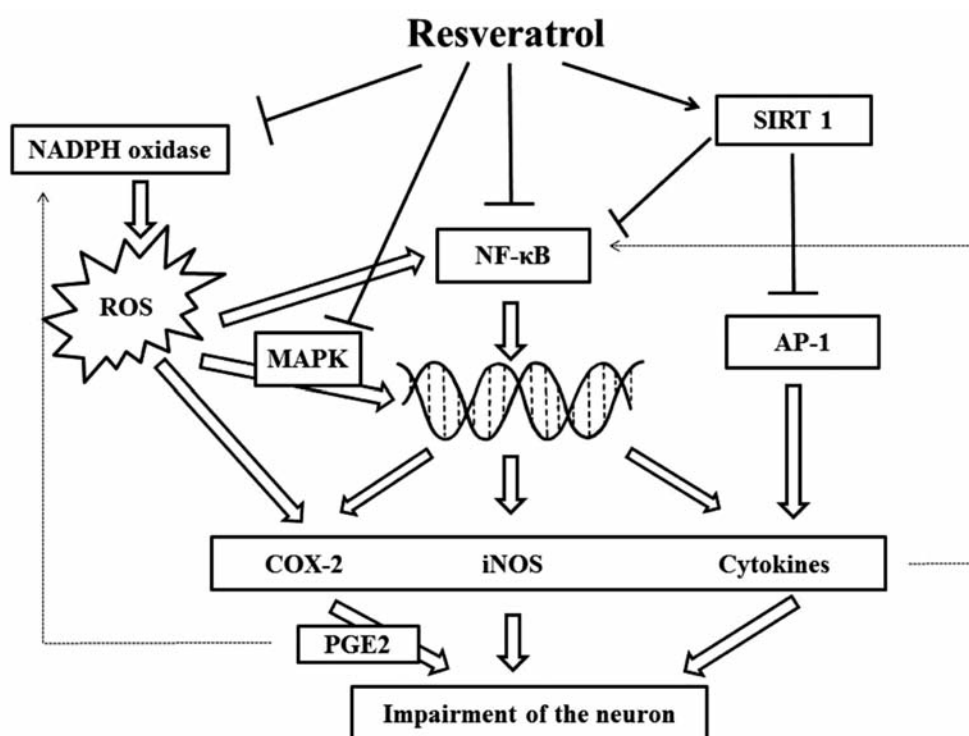 Resveratrol
SIRT 1
NADPH oxidase
NF-κB
ROS
MAPK
AP-1
COX-2 iNOS Cytokines
PGE2
Impairment of the neuron